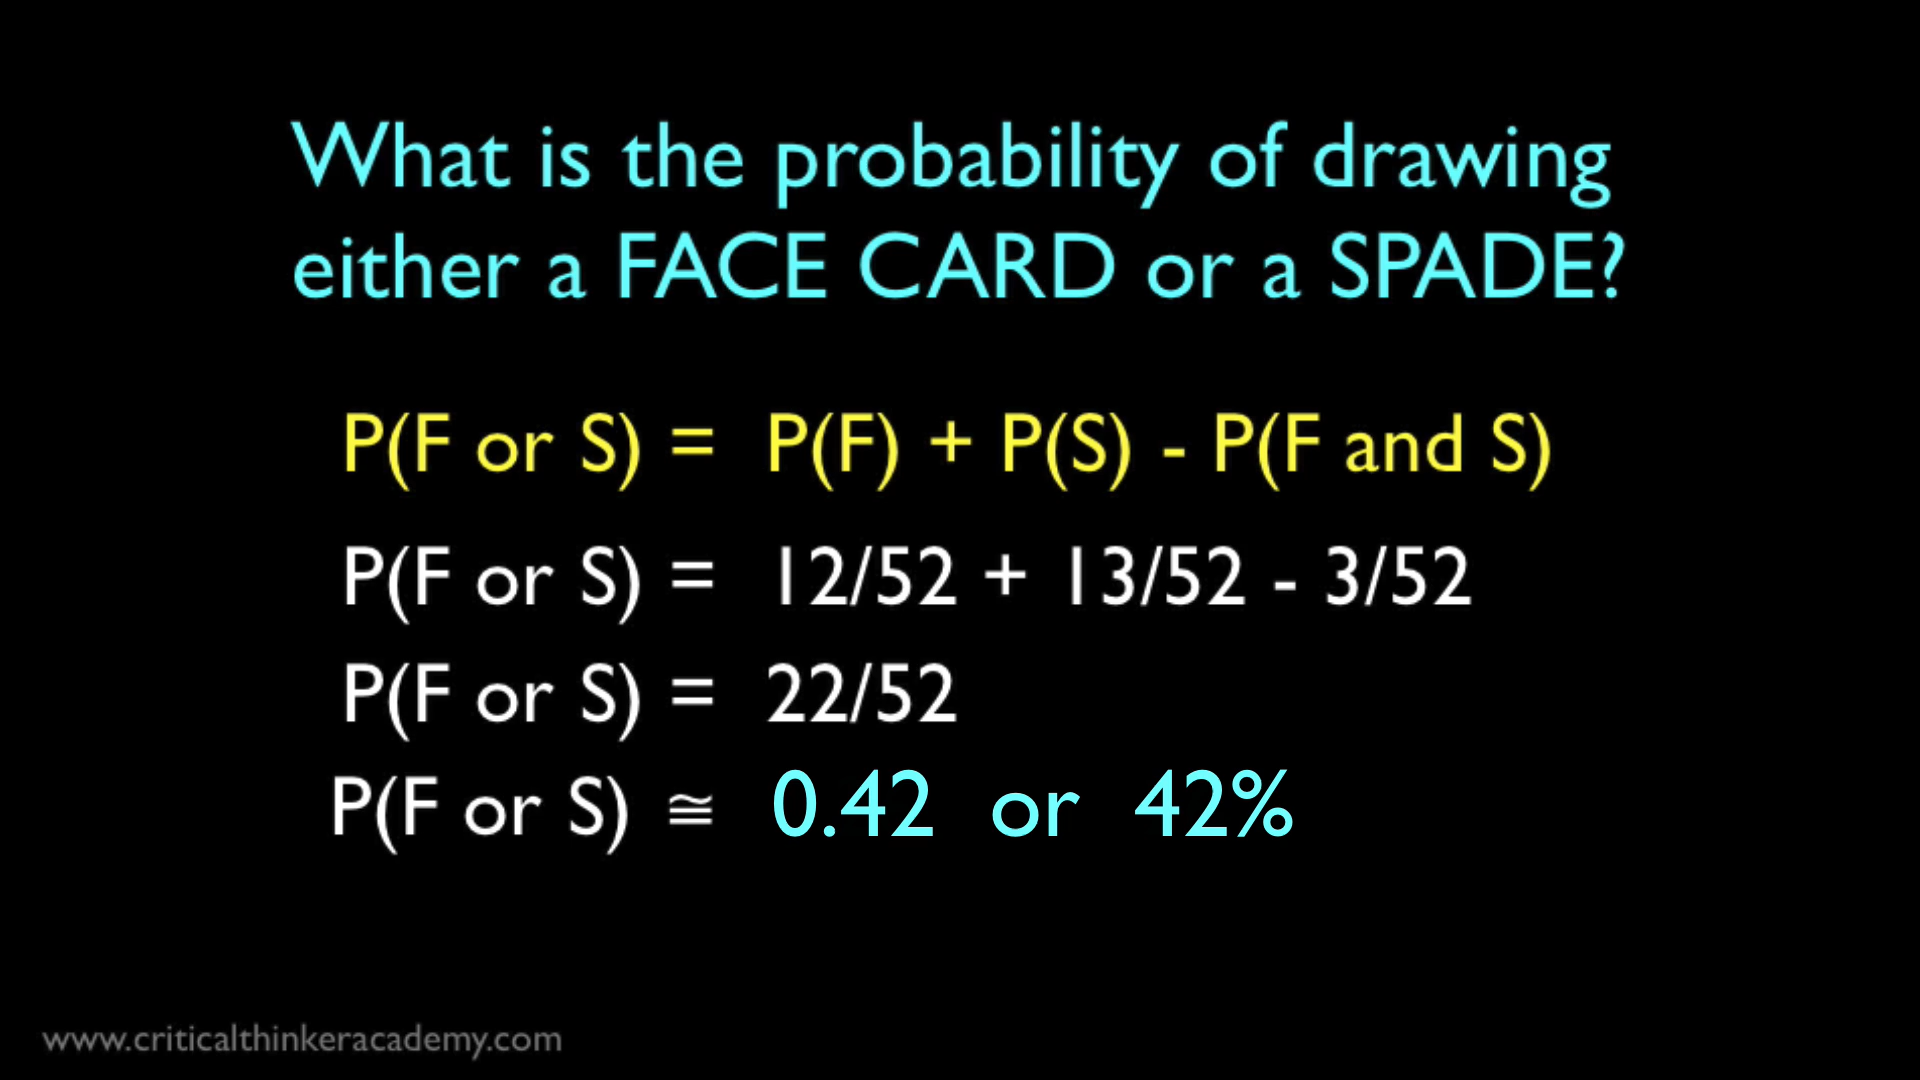 What is the probability of drawing
either a FACE CARD or a SPADE?
P(F or S) = P(F) + P(S) - P(F and S)
P(F or S) = 12/52 + 13/52 - 3/52
P(F or S) = 22/52
P(F or S) ≅ 0.42 or 42%
www.criticalthinkeracademy.com